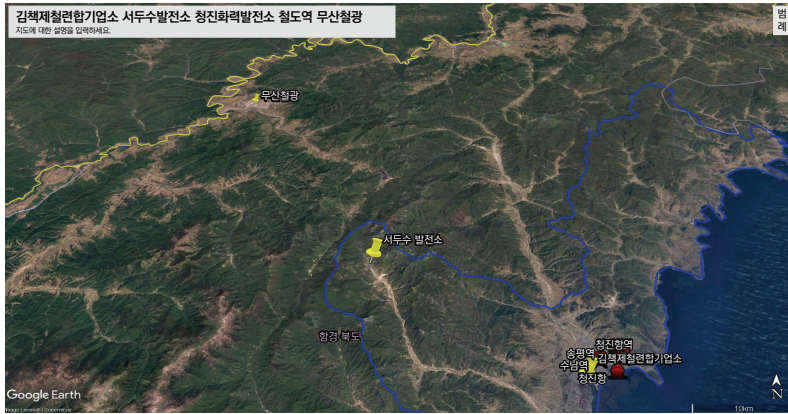 김책제철련합기업소 서두수발전소 청진화력발전소 철도역 무산철광
지도에 대한 설명을 입력하세요.
범
례
무산철광
서두수 발전소
함경 북도
청진항역
송평역
김책제철련합기업소
수남역
청진항
Google Earth
Image Landsat / Copernicus
N
10km